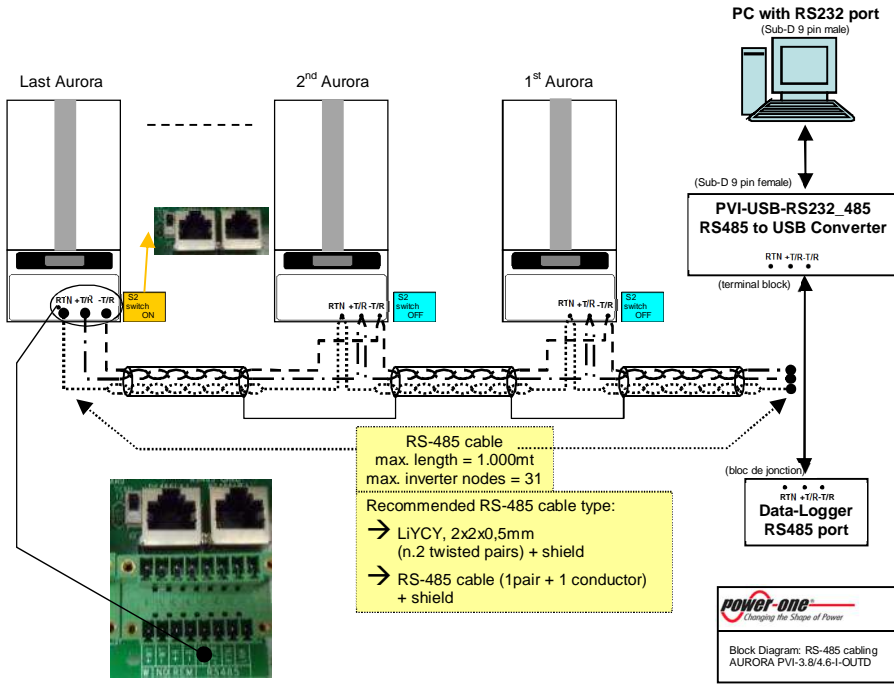 PC with RS232 port
(Sub-D 9 pin male)
Last Aurora
2nd Aurora
1st Aurora
(Sub-D 9 pin female)
PVI-USB-RS232_485
RS485 to USB Converter
RTN +T/R -T/R
(terminal block)
RTN +T/R -T/R
S2
switch
ON
RTN +T/R -T/R
S2
switch
OFF
RTN +T/R -T/R
S2
switch
OFF
RS-485 cable
max. length = 1.000mt
max. inverter nodes = 31
(bloc de jonction)
RTN +T/R-T/R
Data-Logger
RS485 port
Recommended RS-485 cable type:
→ LiYCY, 2x2x0,5mm
(n.2 twisted pairs) + shield
→ RS-485 cable (1pair + 1 conductor)
+ shield
WIND REM RS485
power-one
Changing the Shape of Power
Block Diagram: RS-485 cabling
AURORA PVI-3.8/4.6-I-OUTD